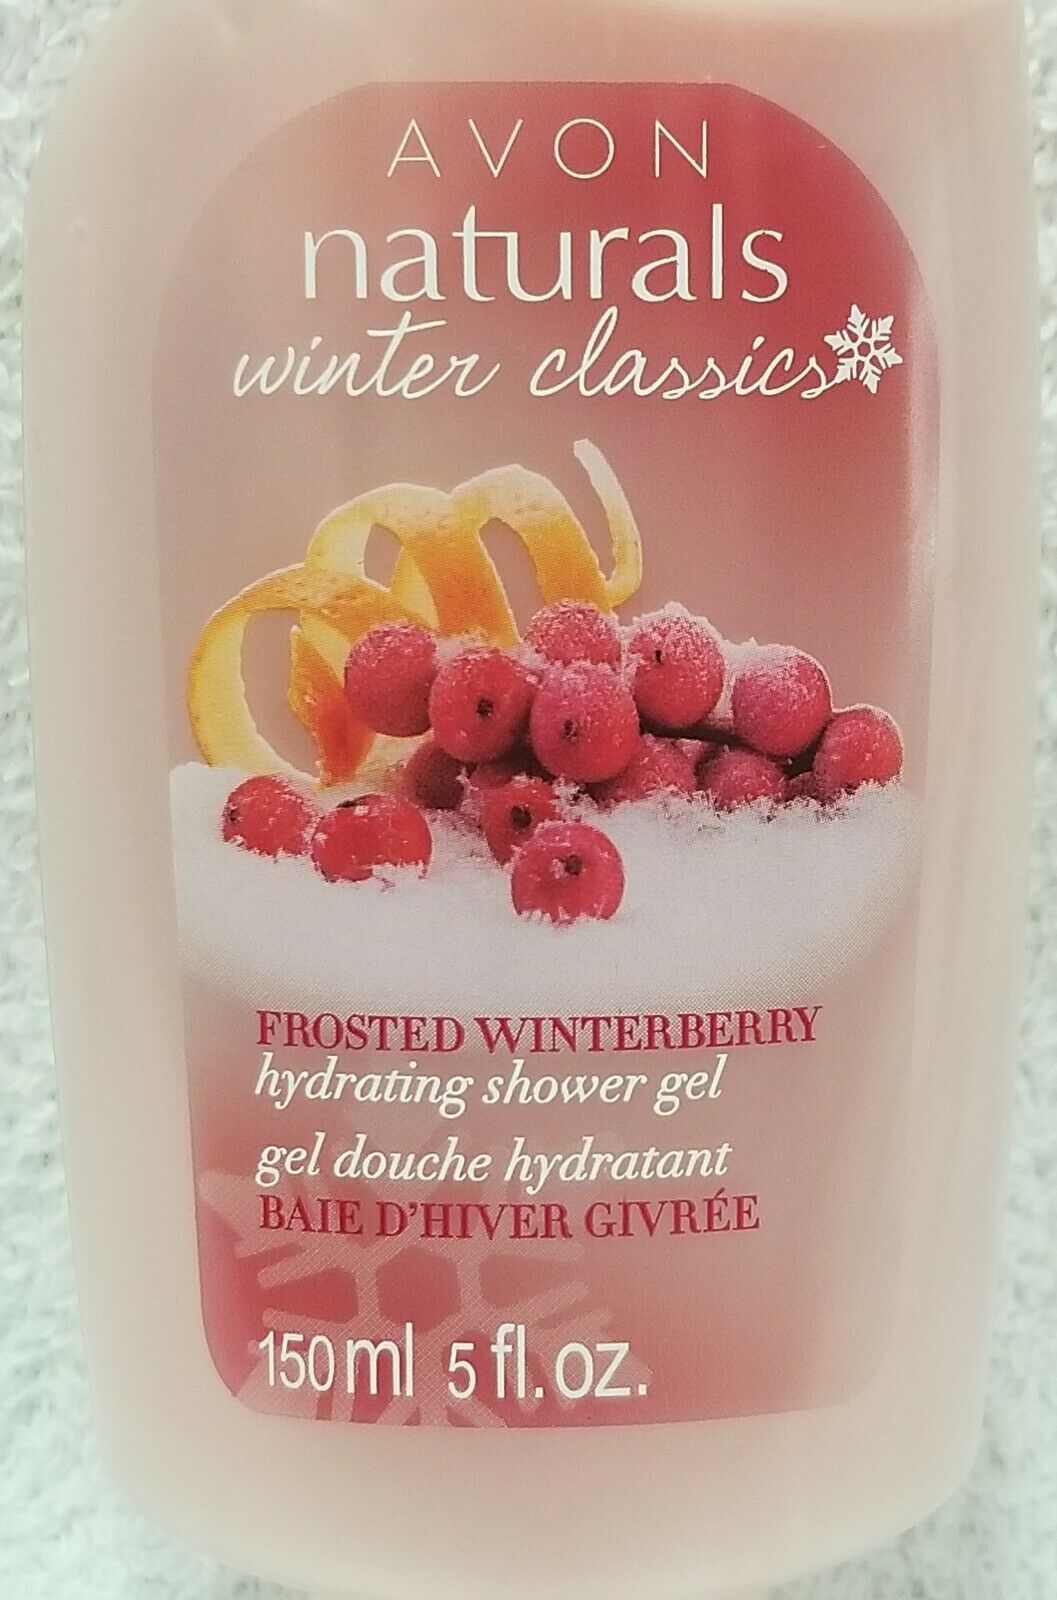 AVON
naturals
winter classics
FROSTED WINTERBERRY
hydrating shower gel
gel douche hydratant
BAIE D'HIVER GIVRÉE
150ml 5 fl.oz.